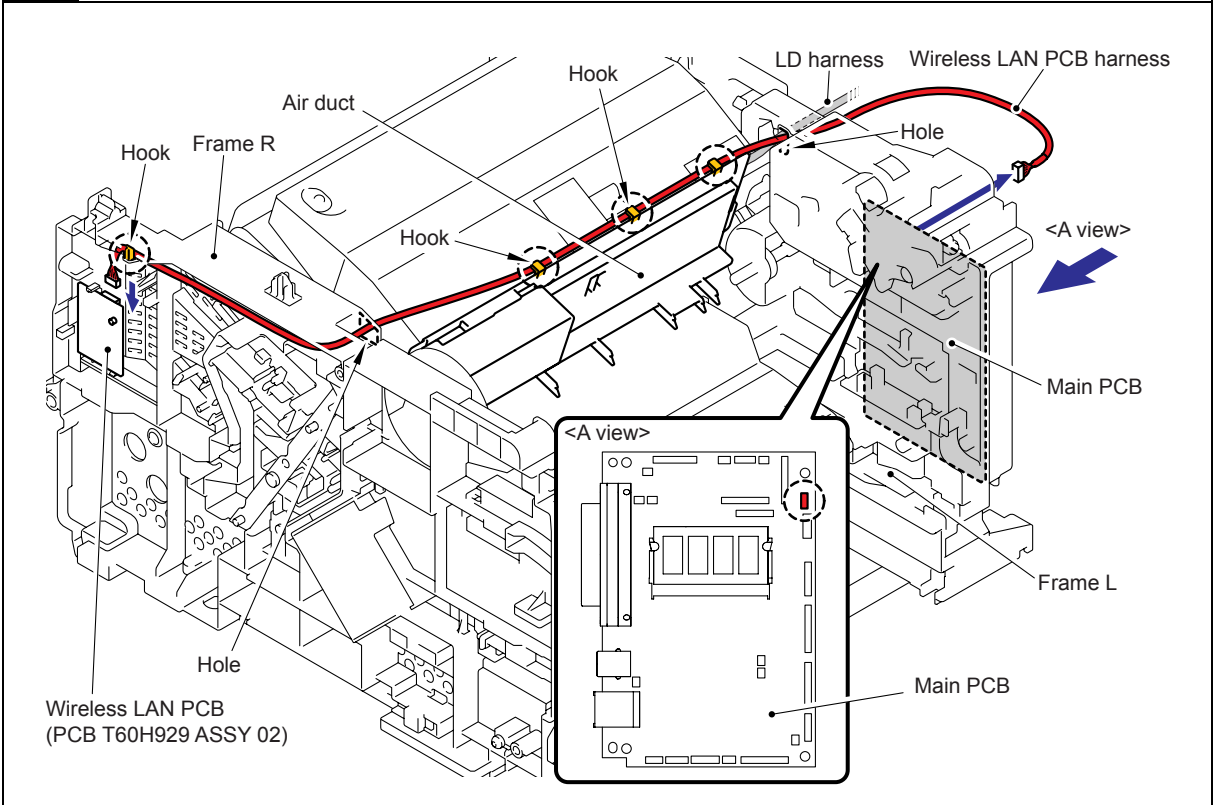 LD harness
Wireless LAN PCB harness
Hook
Air duct
Hole
Frame R
Hook
Hook
<A view>
Main PCB
<A view>
Frame L
Hole
Main PCB
Wireless LAN PCB
(PCB T60H929 ASSY 02)